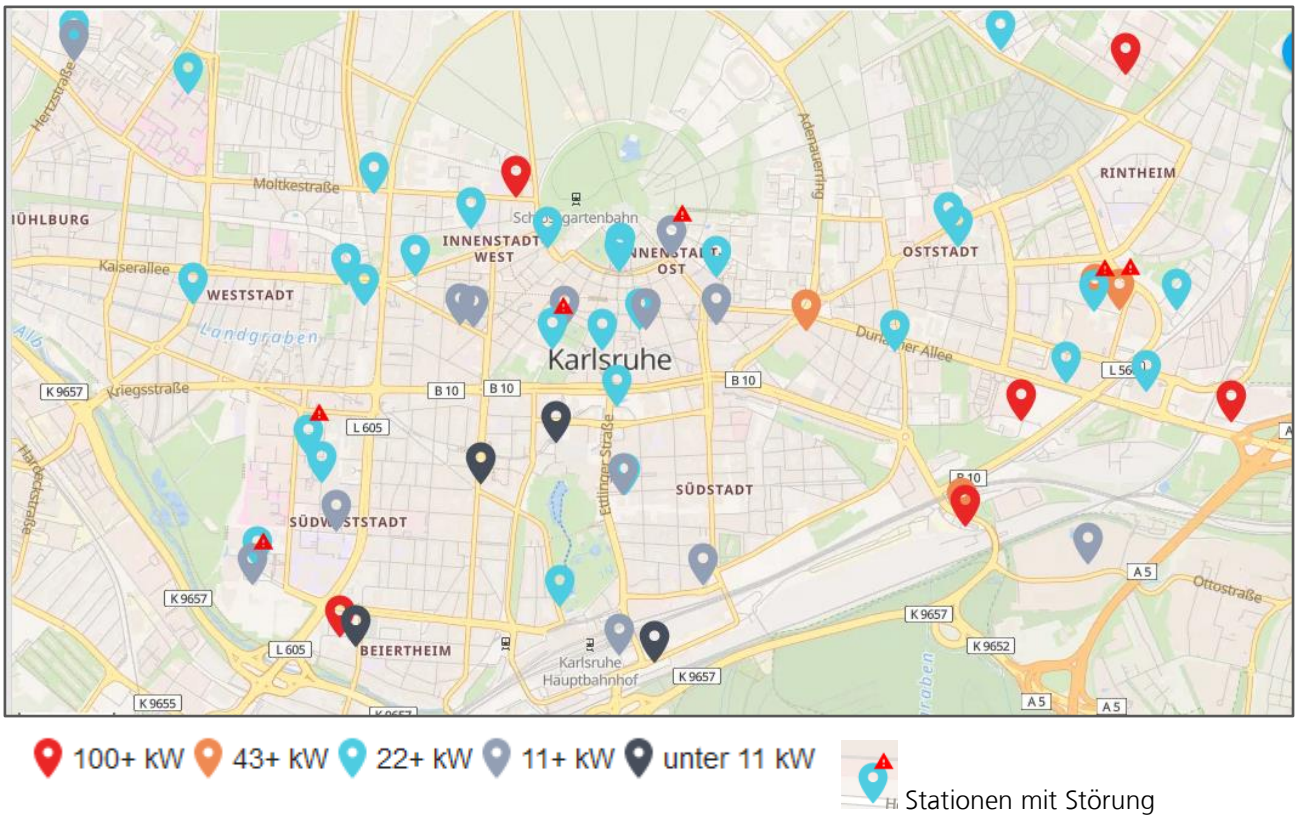 Hertzstraße
Adenauerring
RINTHEIM
Moltkestraße
MÜHLBURG
Schlossgartenbahn
INNENSTADT
WEST
INNENSTADT-
OST
OSTSTADT
Kaiserallee
WESTSTADT
Landgraben
Alb
Durlacher Allee
Karlsruhe
L 560
K 9657
Kriegsstraße
B 10
B 10
B 10
L 605
A
Hardeckstraße
Ettlinger Straße
B 10
SÜDSTADT
SÜDWESTSTADT
A 5
Ottostraße
K 9657
K 9657
K 9652
L 605
BEIERTHEIM
Karlsruhe
Hauptbahnhof
K 9657
graben
K 9655
K 9657
A 5
A 5
100+ kW
43+ kW
22+ kW
11+ kW
unter 11 kW
Stationen mit Störung